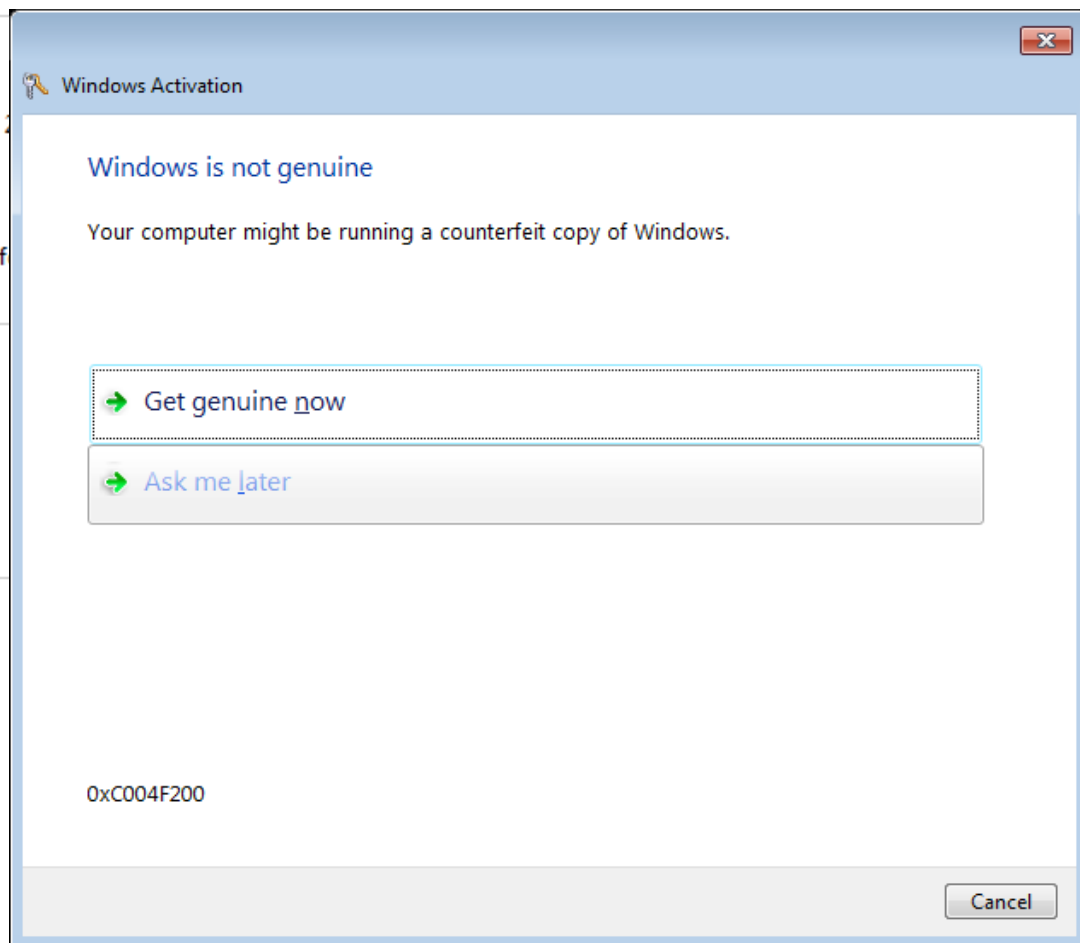 Windows Activation
Windows is not genuine
Your computer might be running a counterfeit copy of Windows.
Get genuine now
Ask me later
0xC004F200
Cancel